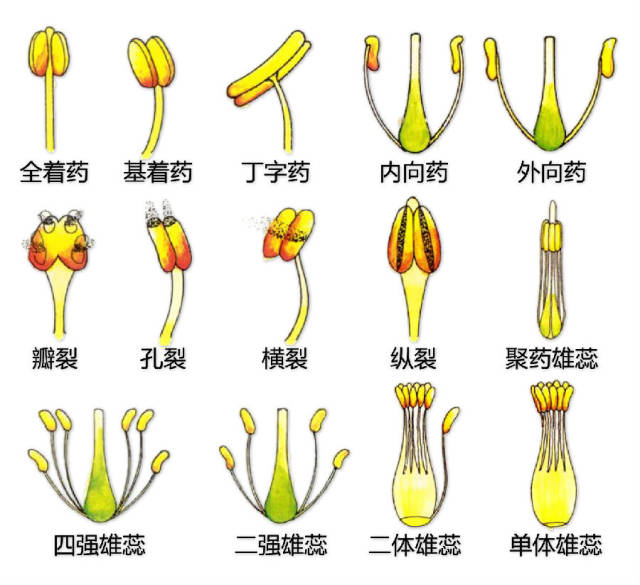 全着药 基着药 丁字药 内向药 外向药
瓣裂 孔裂 横裂 纵裂 聚药雄蕊
四强雄蕊 二强雄蕊 二体雄蕊 单体雄蕊